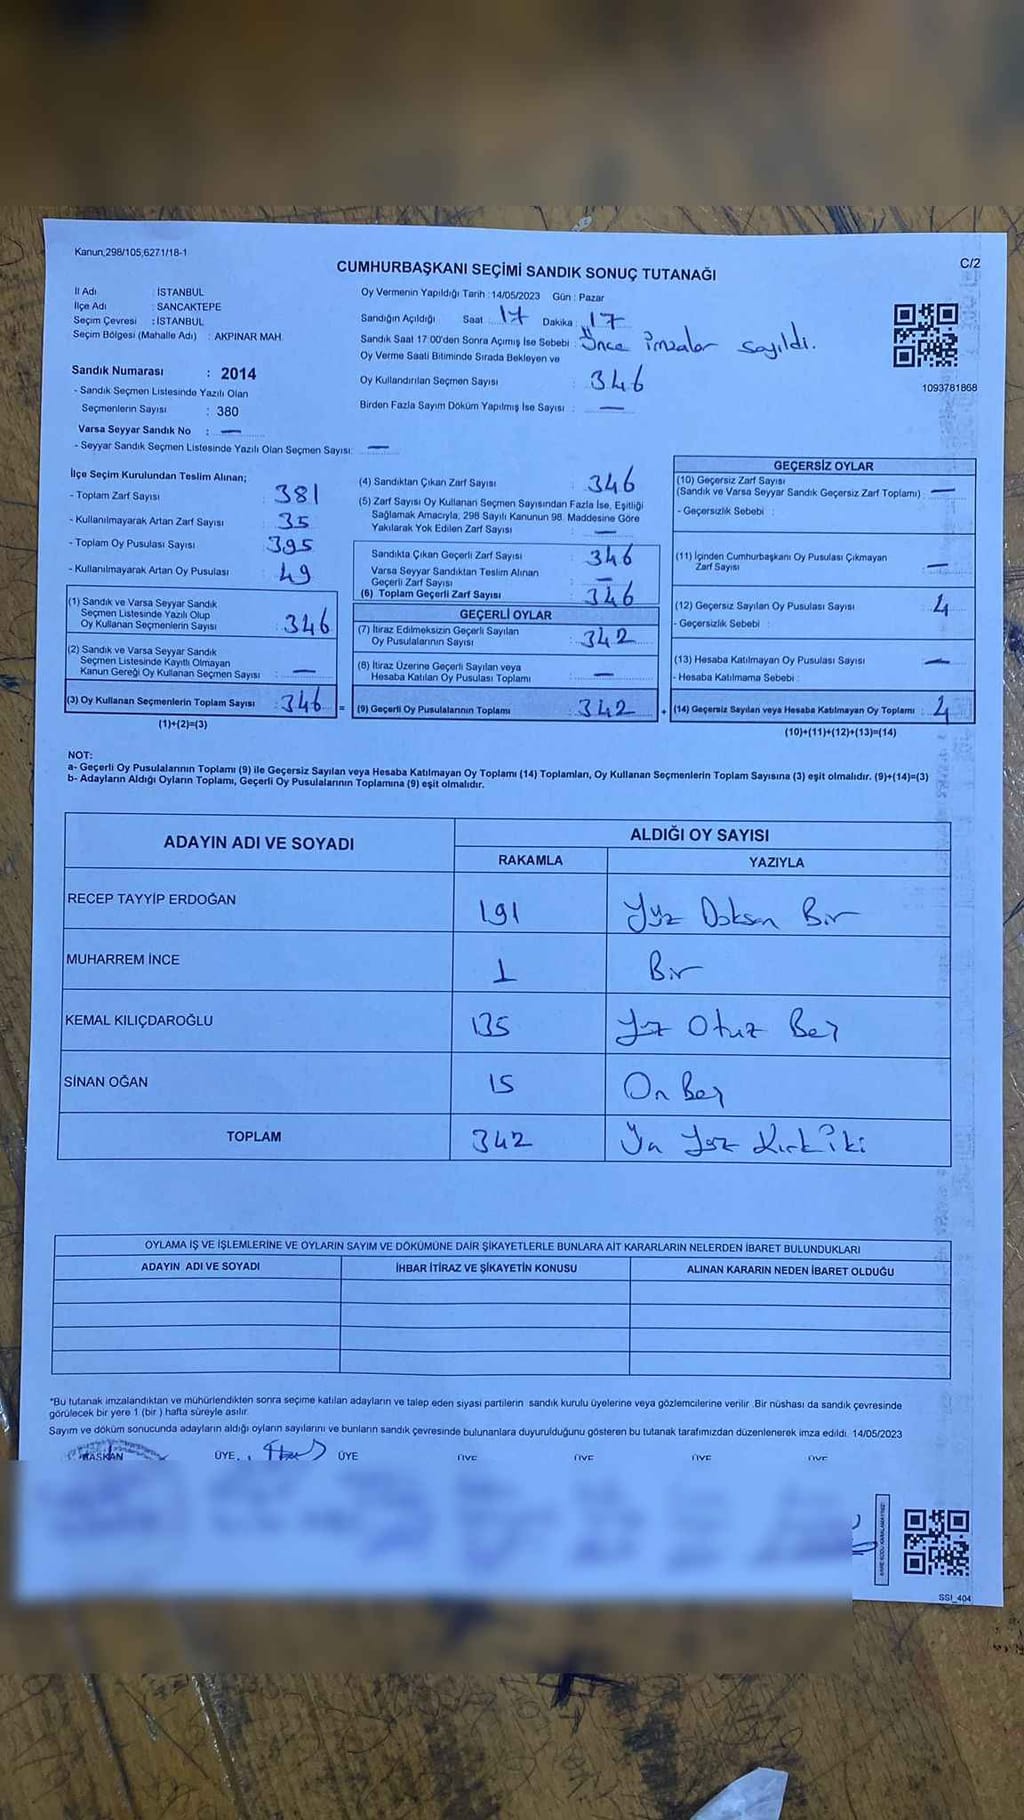 Kanun,298/105,6271/18-1
C/2
CUMHURBAŞKANI SEÇİMİ SANDIK SONUÇ TUTANAĞI
İl Adı : İSTANBUL
İlçe Adı : SANCAKTEPE
Seçim Çevresi : İSTANBUL
Seçim Bölgesi (Mahalle Adı) : AKPINAR MAH.
Sandık Numarası : 2014
- Sandık Seçmen Listesinde Yazılı Olan
Seçmenlerin Sayısı : 380
Varsa Seyyar Sandık No : —
- Seyyar Sandık Seçmen Listesinde Yazılı Olan Seçmen Sayısı: —
Oy Vermenin Yapıldığı Tarih : 14/05/2023 Gün : Pazar
Sandığın Açıldığı Saat 17 Dakika : 17
Sandık Saat 17:00'den Sonra Açımış İse Sebebi : Önce imzalar sayıldı.
Oy Verme Saati Bitiminde Sırada Bekleyen ve
Oy Kullandırılan Seçmen Sayısı : 346
Birden Fazla Sayım Döküm Yapılmış İse Sayısı : —
1093781868
İlçe Seçim Kurulundan Teslim Alınan;
- Toplam Zarf Sayısı : 381
- Kullanılmayarak Artan Zarf Sayısı : 35
- Toplam Oy Pusulası Sayısı : 395
- Kullanılmayarak Artan Oy Pusulası : 49
(1) Sandık ve Varsa Seyyar Sandık
Seçmen Listesinde Yazılı Olup
Oy Kullanan Seçmenlerin Sayısı : 346
(2) Sandık ve Varsa Seyyar Sandık
Seçmen Listesinde Kayıtlı Olmayan
Kanun Gereği Oy Kullanan Seçmen Sayısı : —
(3) Oy Kullanan Seçmenlerin Toplam Sayısı : 346 =
(1)+(2)=(3)
(4) Sandıktan Çıkan Zarf Sayısı : 346
(5) Zarf Sayısı Oy Kullanan Seçmen Sayısından Fazla İse, Eşitliği
Sağlamak Amacıyla, 298 Sayılı Kanunun 98. Maddesine Göre
Yakılarak Yok Edilen Zarf Sayısı : —
Sandıkta Çıkan Geçerli Zarf Sayısı : 346
Varsa Seyyar Sandıktan Teslim Alınan
Geçerli Zarf Sayısı : —
(6) Toplam Geçerli Zarf Sayısı : 346
GEÇERLİ OYLAR
(7) İtiraz Edilmeksizin Geçerli Sayılan
Oy Pusulalarının Sayısı : 342
(8) İtiraz Üzerine Geçerli Sayılan veya
Hesaba Katılan Oy Pusulası Toplamı : —
(9) Geçerli Oy Pusulalarının Toplamı : 342 +
GEÇERSİZ OYLAR
(10) Geçersiz Zarf Sayısı
(Sandık ve Varsa Seyyar Sandık Geçersiz Zarf Toplamı) : —
- Geçersizlik Sebebi :
(11) İçinden Cumhurbaşkanı Oy Pusulası Çıkmayan
Zarf Sayısı : —
(12) Geçersiz Sayılan Oy Pusulası Sayısı : 4
- Geçersizlik Sebebi :
(13) Hesaba Katılmayan Oy Pusulası Sayısı : —
- Hesaba Katılmama Sebebi :
(14) Geçersiz Sayılan veya Hesaba Katılmayan Oy Toplamı : 4
(10)+(11)+(12)+(13)=(14)
NOT:
a- Geçerli Oy Pusulalarının Toplamı (9) ile Geçersiz Sayılan veya Hesaba Katılmayan Oy Toplamı (14) Toplamları, Oy Kullanan Seçmenlerin Toplam Sayısına (3) eşit olmalıdır. (9)+(14)=(3)
b- Adayların Aldığı Oyların Toplamı, Geçerli Oy Pusulalarının Toplamına (9) eşit olmalıdır.
ADAYIN ADI VE SOYADI
ALDIĞI OY SAYISI
RAKAMLA YAZIYLA
RECEP TAYYİP ERDOĞAN 191 Yüz Doksan Bir
MUHARREM İNCE 1 Bir
KEMAL KILIÇDAROĞLU 135 Yüz Otuz Beş
SİNAN OĞAN 15 On Beş
TOPLAM 342 Üç Yüz Kırk iki
OYLAMA İŞ VE İŞLEMLERİNE VE OYLARIN SAYIM VE DÖKÜMÜNE DAİR ŞİKAYETLERLE BUNLARA AİT KARARLARIN NELERDEN İBARET BULUNDUKLARI
ADAYIN ADI VE SOYADI İHBAR İTİRAZ VE ŞİKAYETİN KONUSU ALINAN KARARIN NEDEN İBARET OLDUĞU
*Bu tutanak imzalandıktan ve mühürlendikten sonra seçime katılan adayların ve talep eden siyasi partilerin sandık kurulu üyelerine veya gözlemcilerine verilir. Bir nüshası da sandık çevresinde
görülecek bir yere 1 (bir ) hafta süreyle asılır.
Sayım ve döküm sonucunda adayların aldığı oyların sayılarını ve bunların sandık çevresinde bulunanlara duyurulduğunu gösteren bu tutanak tarafımızdan düzenlenerek imza edildi. 14/05/2023
BAŞKAN ÜYE ÜYE ÜYE ÜYE ÜYE ÜYE
SSI_404